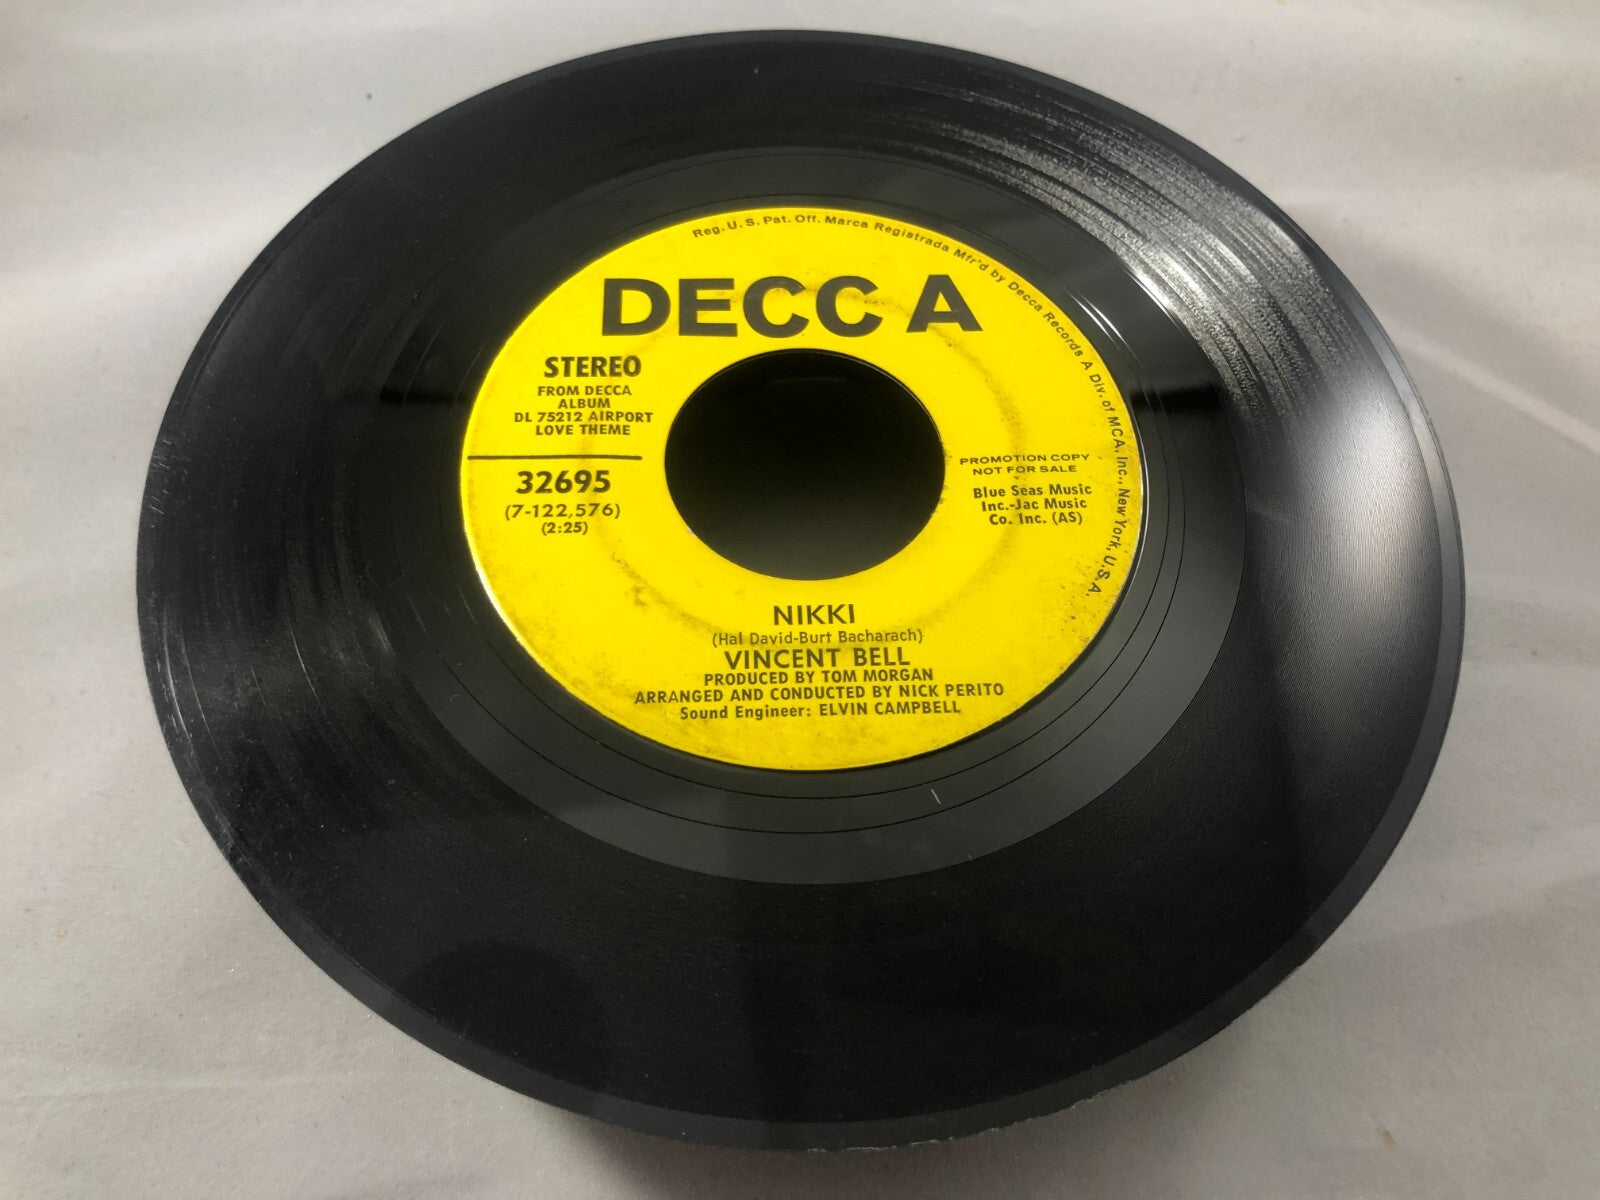 Reg. U. S. Pat. Off. Marca Registrada Mfr'd by Decca Records A Div. of MCA, Inc., New York, U. S. A.
DECCA
STEREO
FROM DECCA
ALBUM
DL 75212 AIRPORT
LOVE THEME
32695
(7-122,576)
(2:25)
PROMOTION COPY
NOT FOR SALE
Blue Seas Music
Inc.-Jac Music
Co. Inc. (AS)
NIKKI
(Hal David-Burt Bacharach)
VINCENT BELL
PRODUCED BY TOM MORGAN
ARRANGED AND CONDUCTED BY NICK PERITO
Sound Engineer: ELVIN CAMPBELL